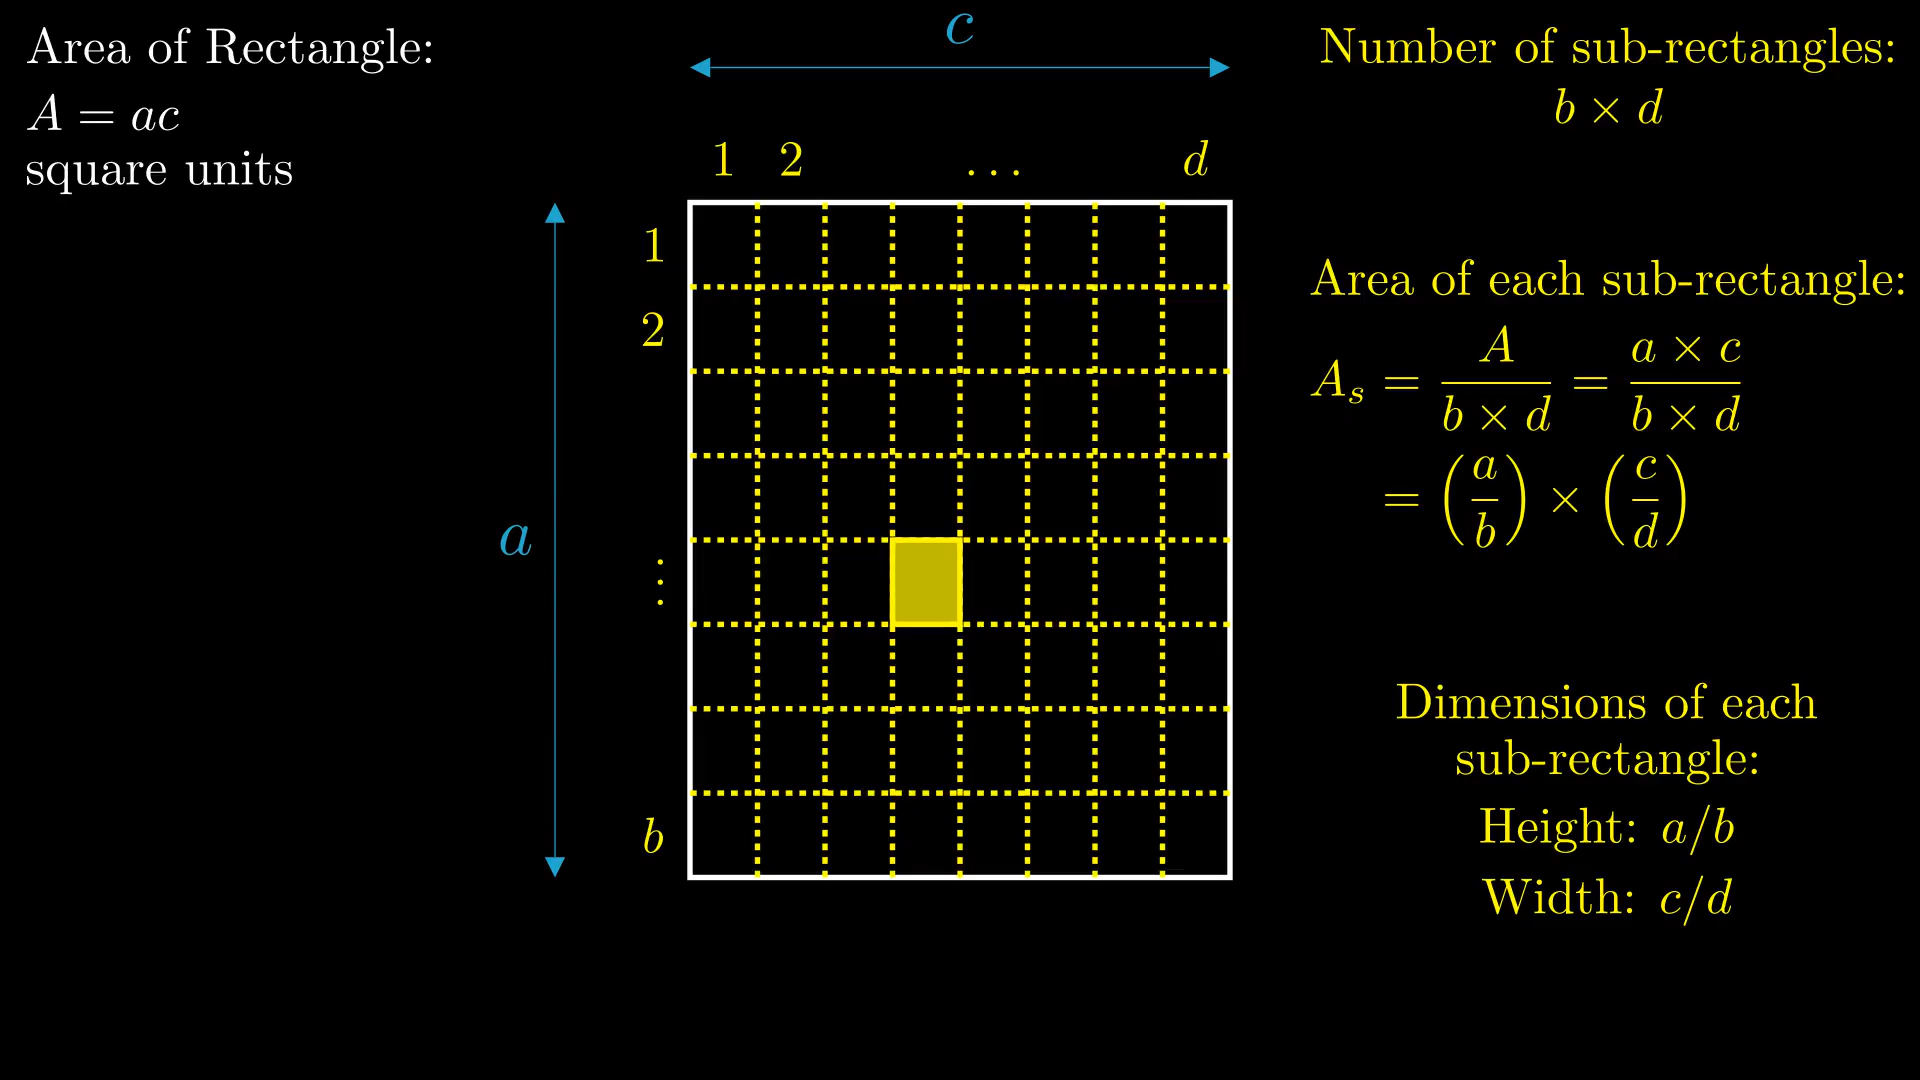 Area of Rectangle:
A = ac
square units
c
1 2 … d
1
2
a
⋮
b
Number of sub-rectangles:
b × d
Area of each sub-rectangle:
A_s = A / (b × d) = (a × c) / (b × d)
= (a/b) × (c/d)
Dimensions of each
sub-rectangle:
Height: a/b
Width: c/d